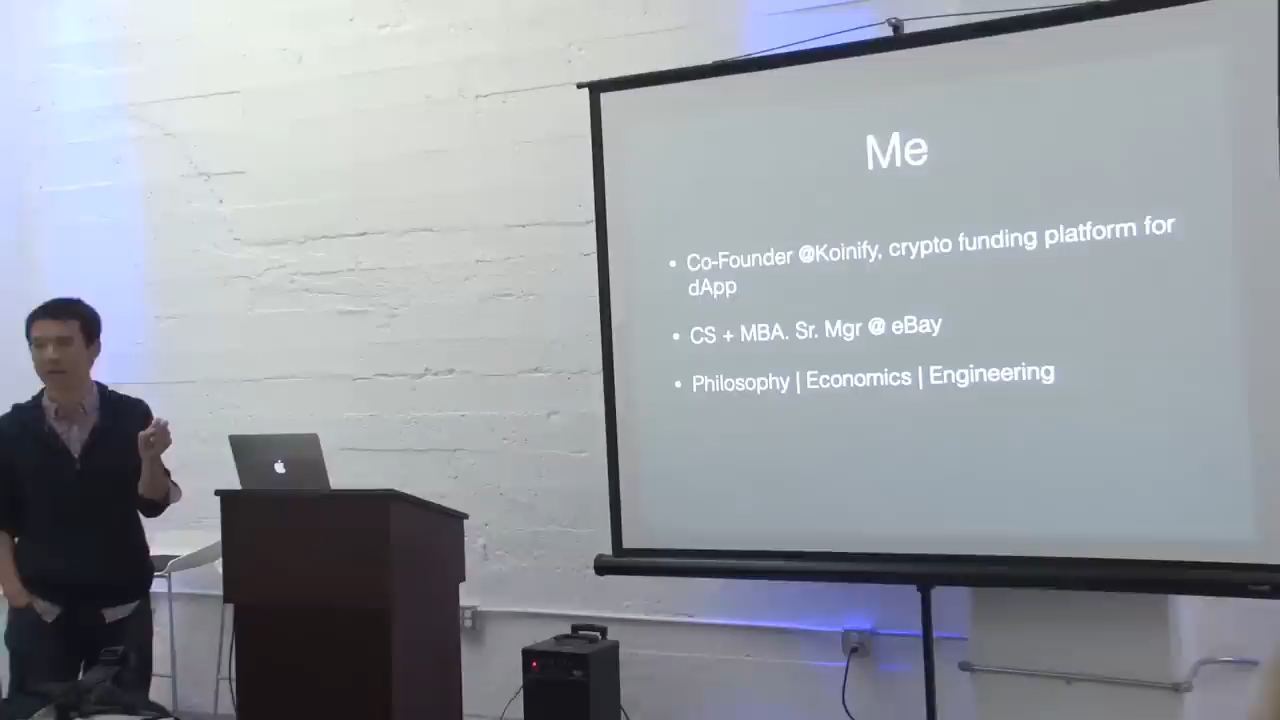 Me
• Co-Founder @Koinify, crypto funding platform for
dApp
• CS + MBA. Sr. Mgr @ eBay
• Philosophy | Economics | Engineering